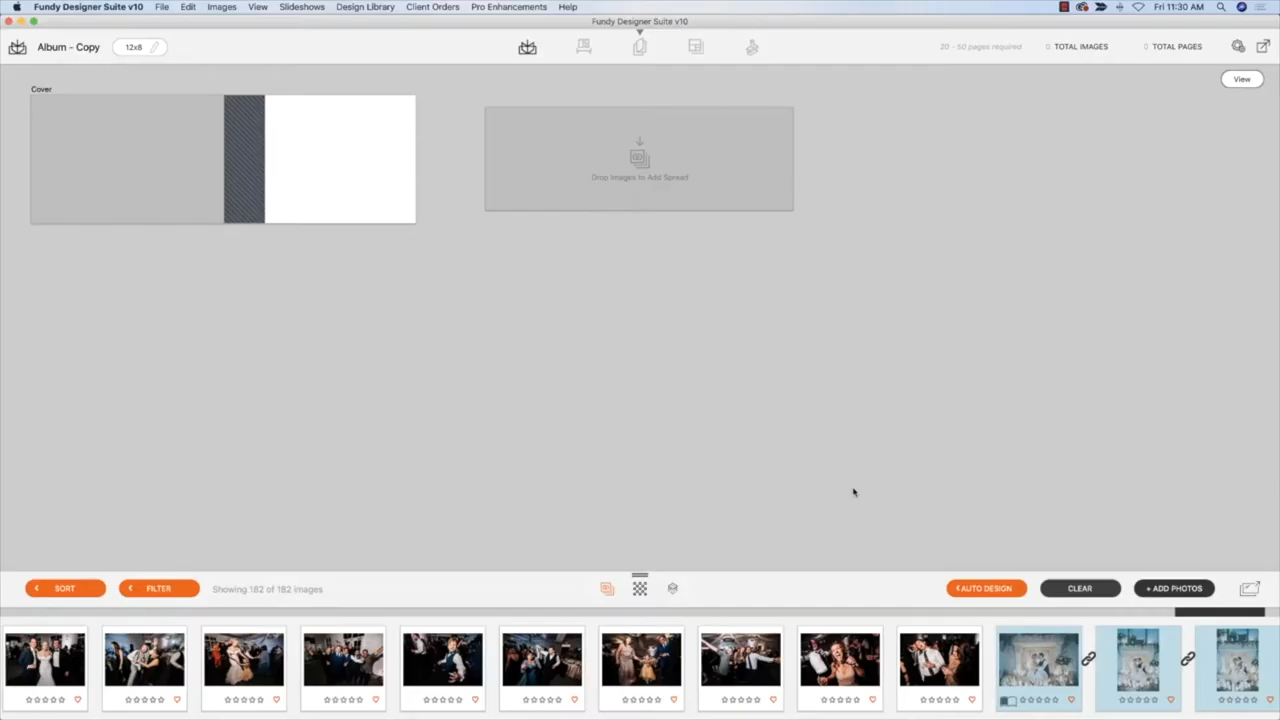 Fundy Designer Suite v10 File Edit Images View Slideshows Design Library Client Orders Pro Enhancements Help Fri 11:30 AM
Fundy Designer Suite v10
Album - Copy 12x8 20 - 50 pages required 0 TOTAL IMAGES 0 TOTAL PAGES
View
Cover
Drop Images to Add Spread
SORT FILTER Showing 182 of 182 images AUTO DESIGN CLEAR + ADD PHOTOS